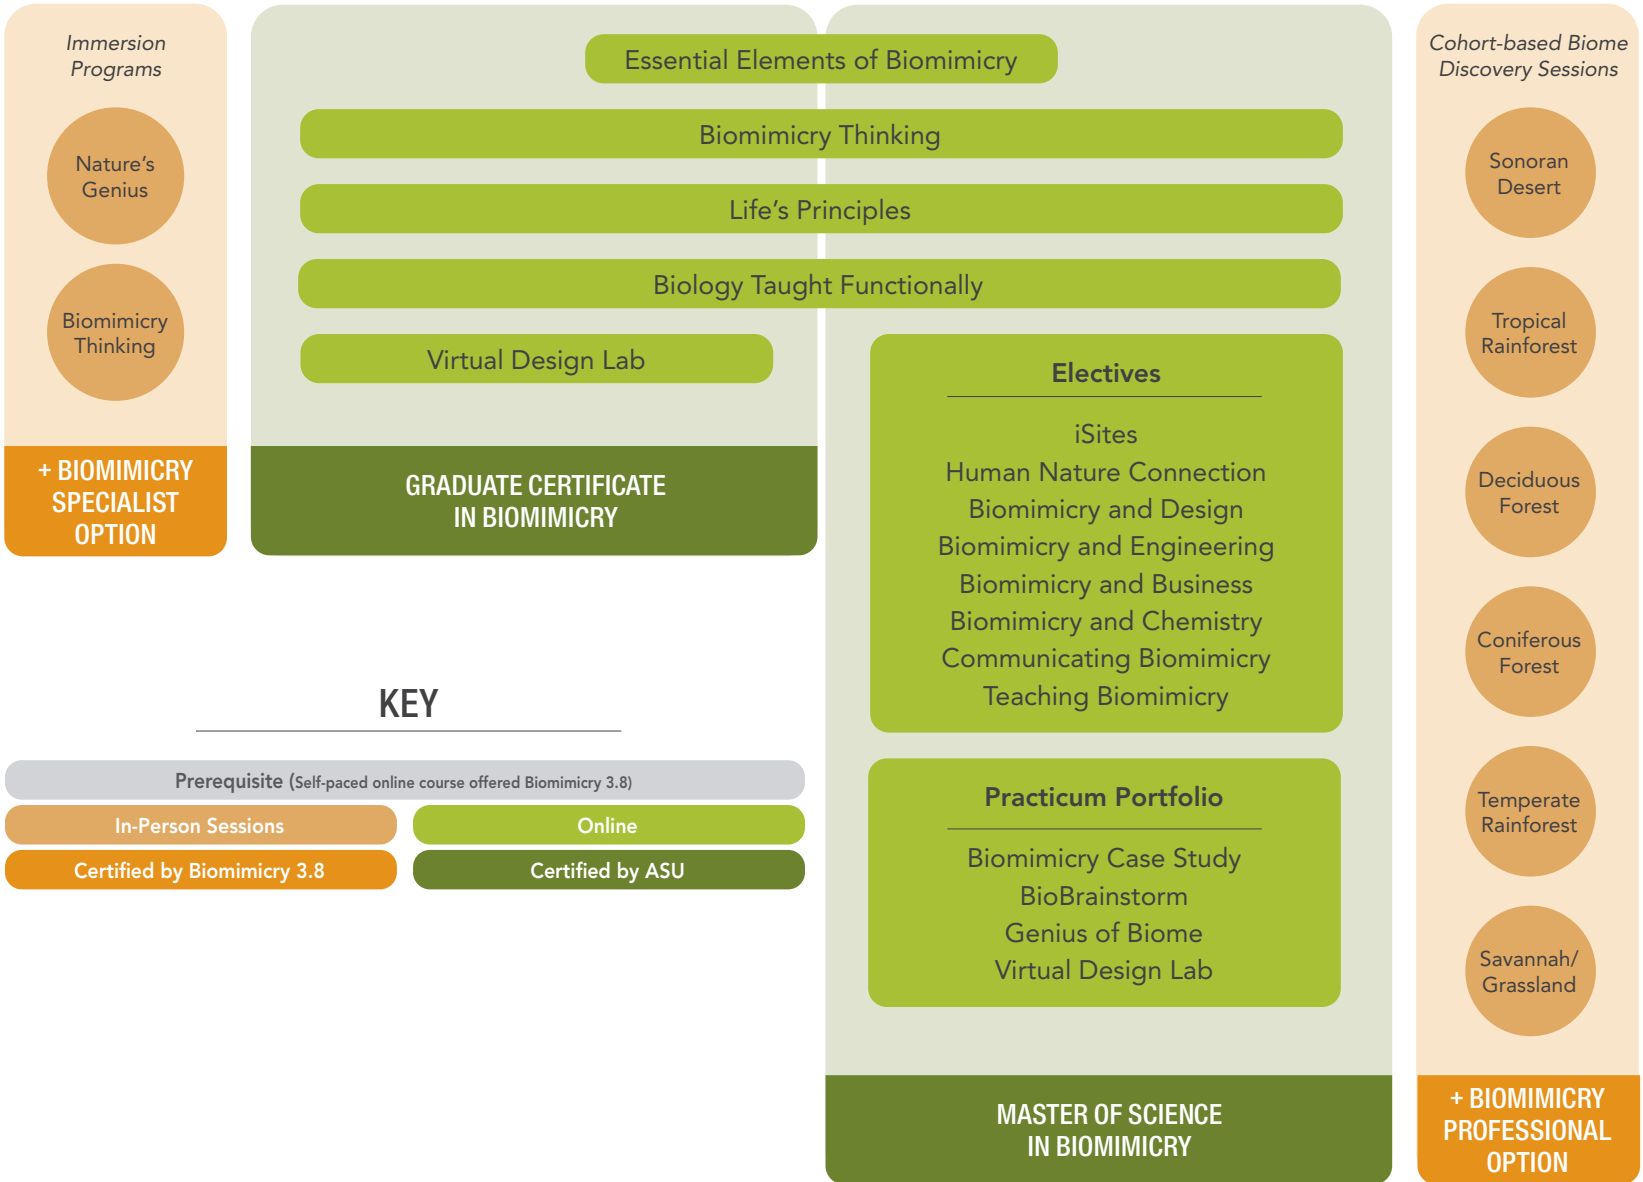 Immersion
Programs
Nature's
Genius
Biomimicry
Thinking
+ BIOMIMICRY
SPECIALIST
OPTION
Essential Elements of Biomimicry
Biomimicry Thinking
Life's Principles
Biology Taught Functionally
Virtual Design Lab
GRADUATE CERTIFICATE
IN BIOMIMICRY
Electives
iSites
Human Nature Connection
Biomimicry and Design
Biomimicry and Engineering
Biomimicry and Business
Biomimicry and Chemistry
Communicating Biomimicry
Teaching Biomimicry
Practicum Portfolio
Biomimicry Case Study
BioBrainstorm
Genius of Biome
Virtual Design Lab
MASTER OF SCIENCE
IN BIOMIMICRY
Cohort-based Biome
Discovery Sessions
Sonoran
Desert
Tropical
Rainforest
Deciduous
Forest
Coniferous
Forest
Temperate
Rainforest
Savannah/
Grassland
+ BIOMIMICRY
PROFESSIONAL
OPTION
KEY
Prerequisite (Self-paced online course offered Biomimicry 3.8)
In-Person Sessions
Online
Certified by Biomimicry 3.8
Certified by ASU